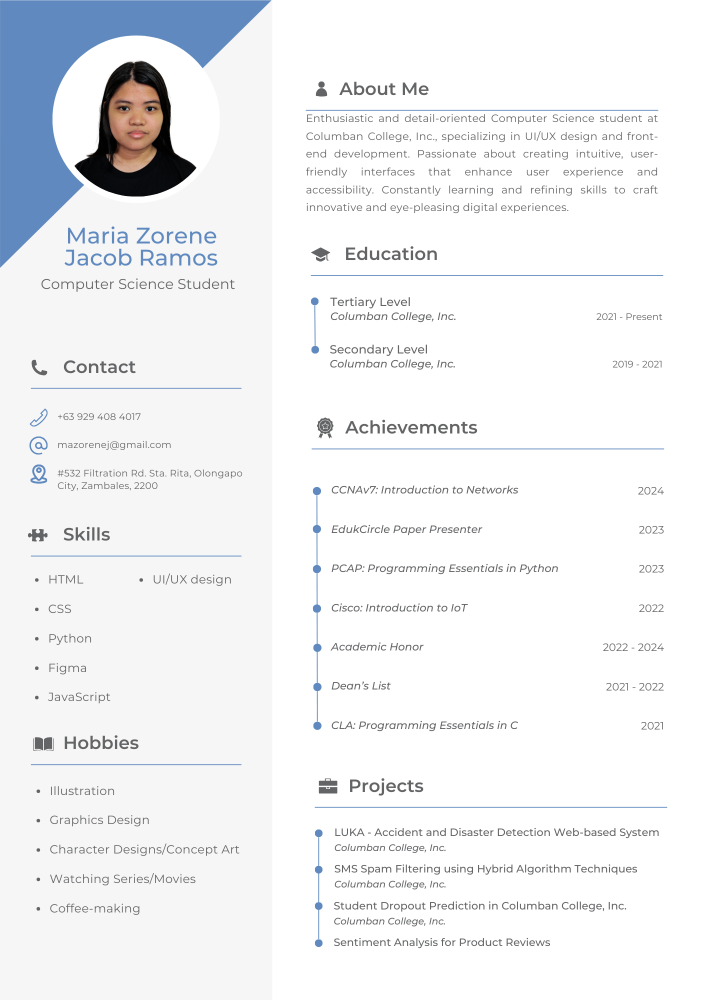 Maria Zorene
Jacob Ramos
Computer Science Student
Contact
+63 929 408 4017
mazorenej@gmail.com
#532 Filtration Rd. Sta. Rita, Olongapo
City, Zambales, 2200
Skills
HTML
CSS
Python
Figma
JavaScript
UI/UX design
Hobbies
Illustration
Graphics Design
Character Designs/Concept Art
Watching Series/Movies
Coffee-making
About Me
Enthusiastic and detail-oriented Computer Science student at
Columban College, Inc., specializing in UI/UX design and front-
end development. Passionate about creating intuitive, user-
friendly interfaces that enhance user experience and
accessibility. Constantly learning and refining skills to craft
innovative and eye-pleasing digital experiences.
Education
Tertiary Level
Columban College, Inc. 2021 - Present
Secondary Level
Columban College, Inc. 2019 - 2021
Achievements
CCNAv7: Introduction to Networks 2024
EdukCircle Paper Presenter 2023
PCAP: Programming Essentials in Python 2023
Cisco: Introduction to IoT 2022
Academic Honor 2022 - 2024
Dean’s List 2021 - 2022
CLA: Programming Essentials in C 2021
Projects
LUKA - Accident and Disaster Detection Web-based System
Columban College, Inc.
SMS Spam Filtering using Hybrid Algorithm Techniques
Columban College, Inc.
Student Dropout Prediction in Columban College, Inc.
Columban College, Inc.
Sentiment Analysis for Product Reviews